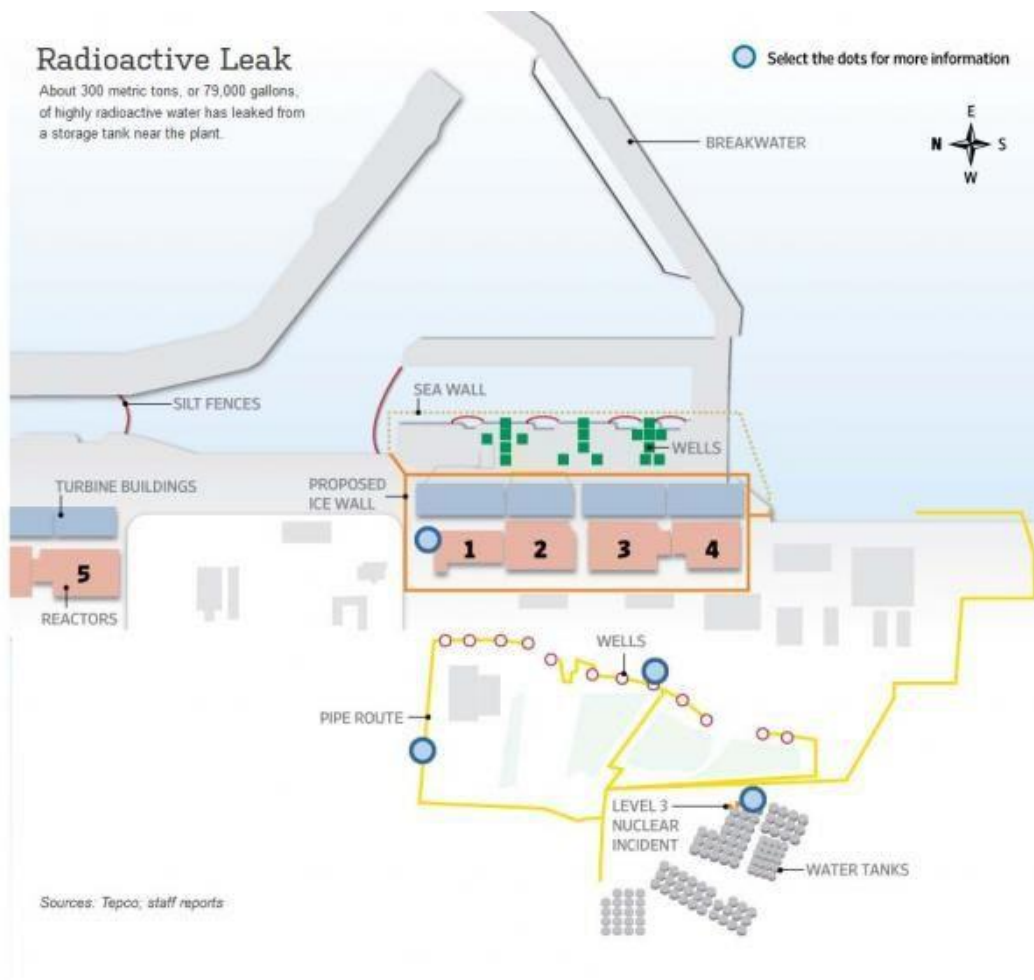 Radioactive Leak
About 300 metric tons, or 79,000 gallons,
of highly radioactive water has leaked from
a storage tank near the plant.
Select the dots for more information
E
N
S
W
BREAKWATER
SILT FENCES
SEA WALL
WELLS
TURBINE BUILDINGS
PROPOSED
ICE WALL
1
2
3
4
5
REACTORS
WELLS
PIPE ROUTE
LEVEL 3
NUCLEAR
INCIDENT
WATER TANKS
Sources: Tepco; staff reports